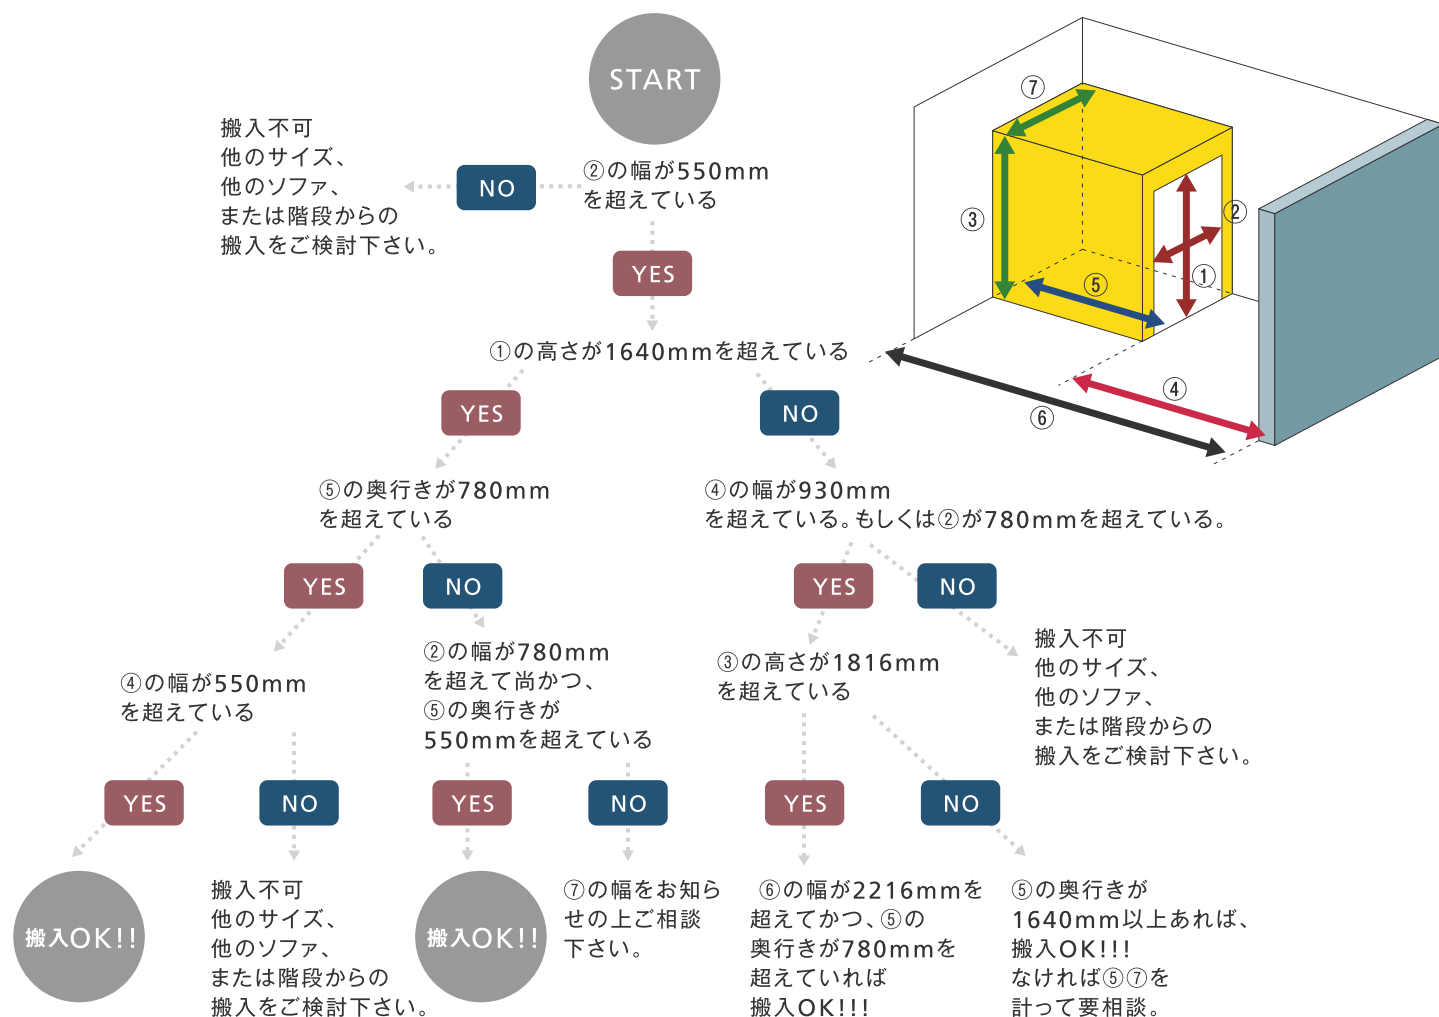 START
②の幅が550mm
を超えている
NO
搬入不可
他のサイズ、
他のソファ、
または階段からの
搬入をご検討下さい。
YES
①の高さが1640mmを超えている
YES
NO
⑤の奥行きが780mm
を超えている
④の幅が930mm
を超えている。もしくは②が780mmを超えている。
YES
NO
YES
NO
④の幅が550mm
を超えている
②の幅が780mm
を超えて尚かつ、
⑤の奥行きが
550mmを超えている
③の高さが1816mm
を超えている
搬入不可
他のサイズ、
他のソファ、
または階段からの
搬入をご検討下さい。
YES
NO
YES
NO
YES
NO
搬入OK!!
搬入不可
他のサイズ、
他のソファ、
または階段からの
搬入をご検討下さい。
搬入OK!!
⑦の幅をお知ら
せの上ご相談
下さい。
⑥の幅が2216mmを
超えてかつ、⑤の
奥行きが780mmを
超えていれば
搬入OK!!!
⑤の奥行きが
1640mm以上あれば、
搬入OK!!!
なければ⑤⑦を
計って要相談。
⑦
③
②
①
⑤
④
⑥